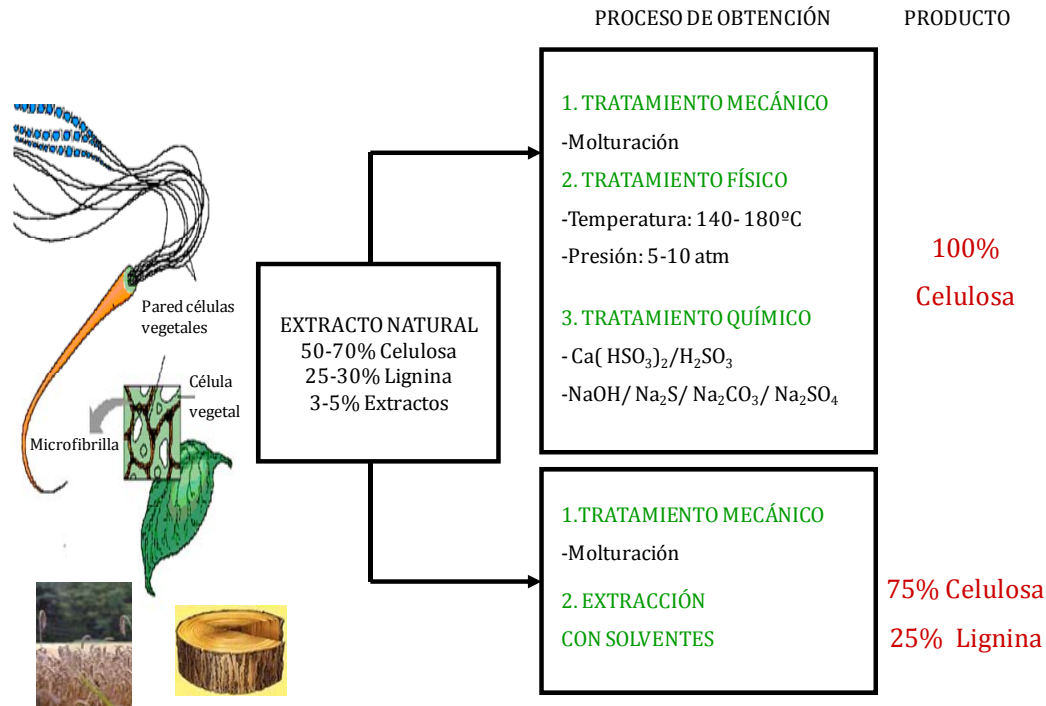 PROCESO DE OBTENCIÓN
PRODUCTO
Pared células
vegetales
Célula
vegetal
Microfibrilla
EXTRACTO NATURAL
50-70% Celulosa
25-30% Lignina
3-5% Extractos
1. TRATAMIENTO MECÁNICO
-Molturación
2. TRATAMIENTO FÍSICO
-Temperatura: 140- 180ºC
-Presión: 5-10 atm
3. TRATAMIENTO QUÍMICO
- Ca( HSO₃)₂/H₂SO₃
-NaOH/ Na₂S/ Na₂CO₃/ Na₂SO₄
100%
Celulosa
1.TRATAMIENTO MECÁNICO
-Molturación
2. EXTRACCIÓN
CON SOLVENTES
75% Celulosa
25% Lignina